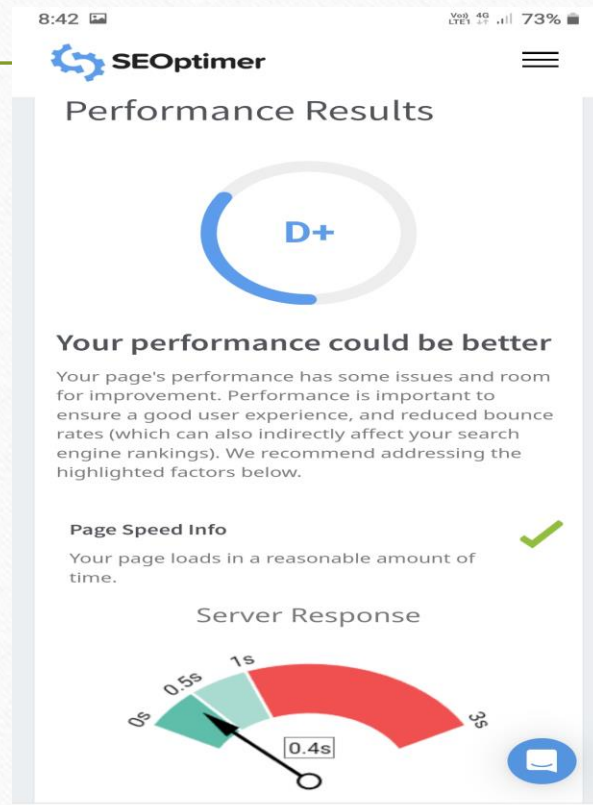 8:42
Vo)) 4G
LTE1
73%
SEOptimer
Performance Results
D+
Your performance could be better
Your page's performance has some issues and room
for improvement. Performance is important to
ensure a good user experience, and reduced bounce
rates (which can also indirectly affect your search
engine rankings). We recommend addressing the
highlighted factors below.
Page Speed Info
Your page loads in a reasonable amount of
time.
Server Response
0s
0.5s
1s
3s
0.4s